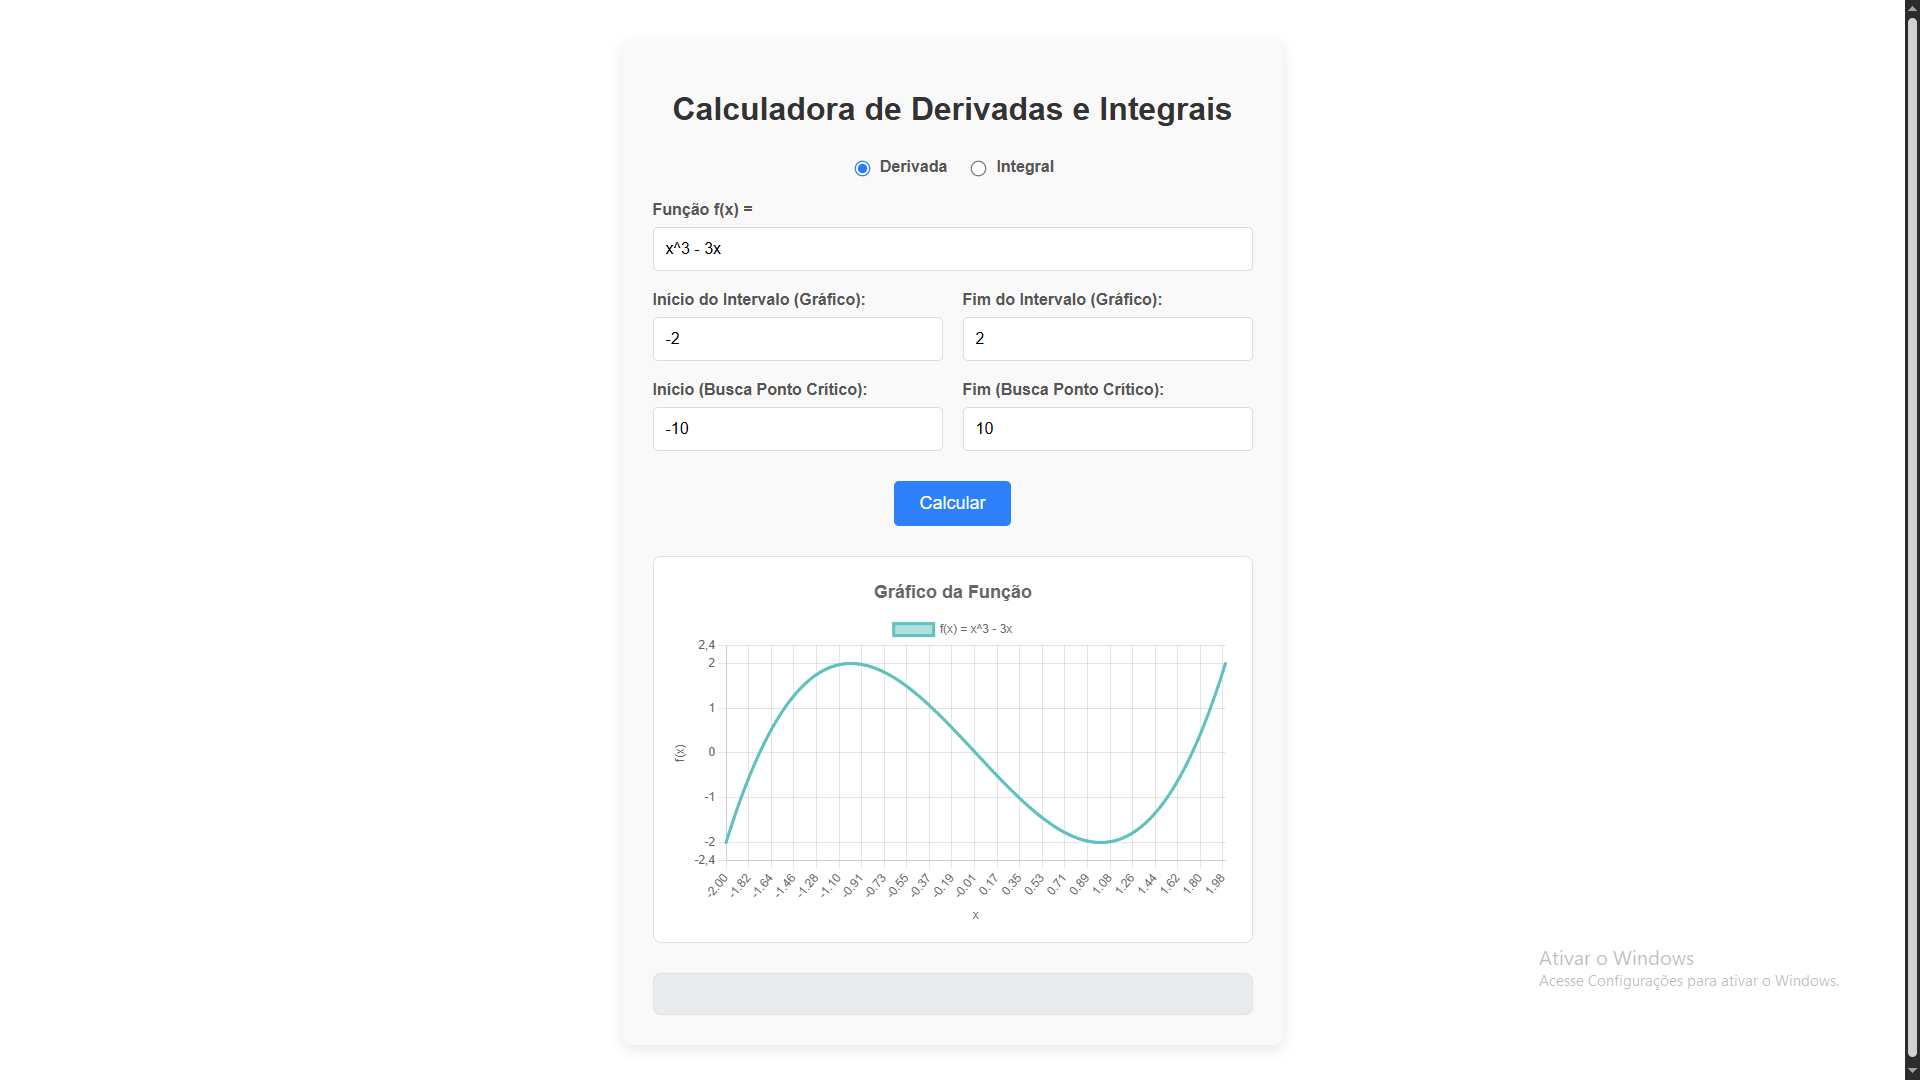 Calculadora de Derivadas e Integrais
Derivada Integral
Função f(x) =
x^3 - 3x
Início do Intervalo (Gráfico): Fim do Intervalo (Gráfico):
-2 2
Início (Busca Ponto Crítico): Fim (Busca Ponto Crítico):
-10 10
Calcular
Gráfico da Função
f(x) = x^3 - 3x
2,4
2
1
0
f(x)
-1
-2
-2,4
-2.00 -1.82 -1.64 -1.46 -1.28 -1.10 -0.91 -0.73 -0.55 -0.37 -0.19 -0.01 0.17 0.35 0.53 0.71 0.89 1.08 1.26 1.44 1.62 1.80 1.98
x
Ativar o Windows
Acesse Configurações para ativar o Windows.